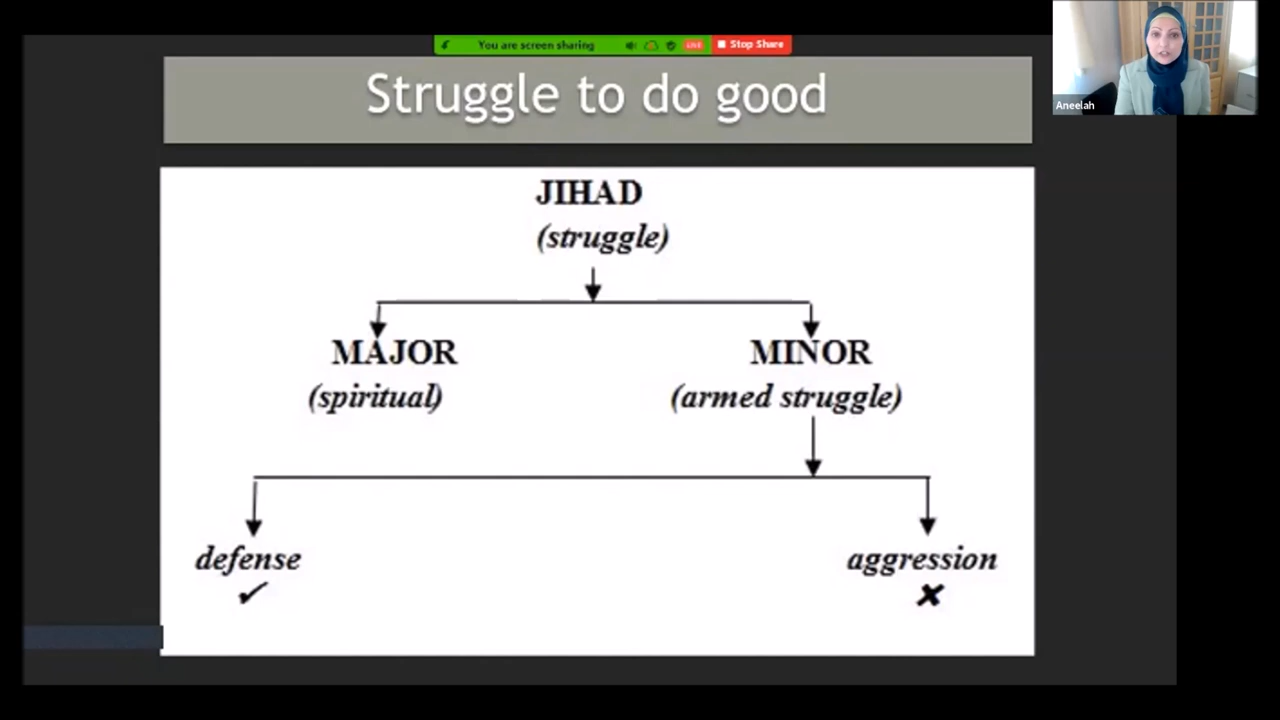 You are screen sharing
LIVE
Stop Share
Aneelah
Struggle to do good
JIHAD
(struggle)
MAJOR
MINOR
(spiritual)
(armed struggle)
defense
aggression